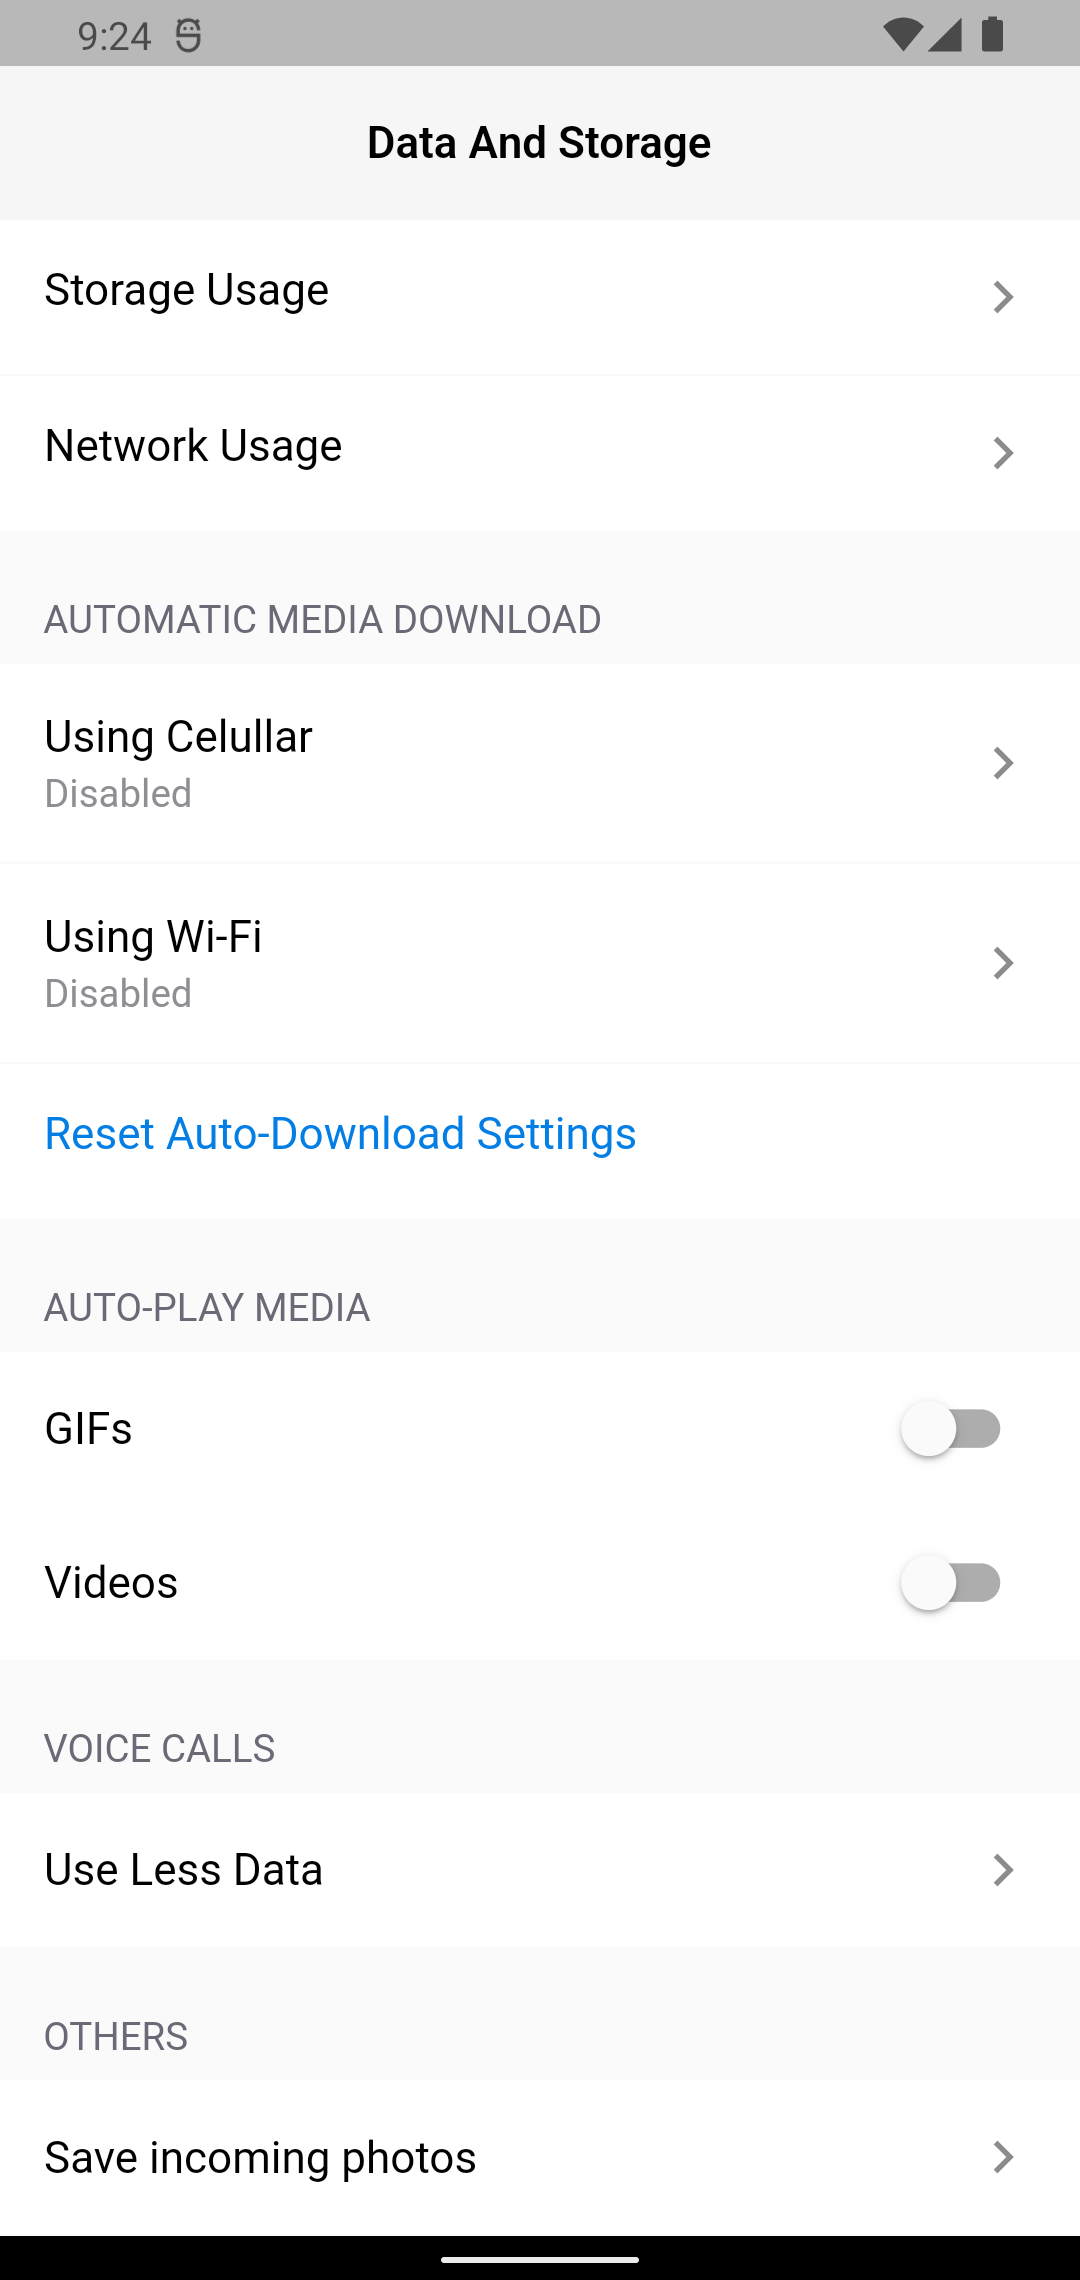 9:24
Data And Storage
Storage Usage
Network Usage
AUTOMATIC MEDIA DOWNLOAD
Using Celullar
Disabled
Using Wi-Fi
Disabled
Reset Auto-Download Settings
AUTO-PLAY MEDIA
GIFs
Videos
VOICE CALLS
Use Less Data
OTHERS
Save incoming photos